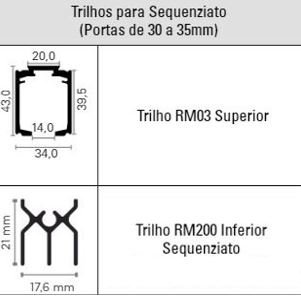 Trilhos para Sequenziato
(Portas de 30 a 35mm)
20,0
43,0
39,5
14,0
34,0
Trilho RM03 Superior
21 mm
17,6 mm
Trilho RM200 Inferior
Sequenziato